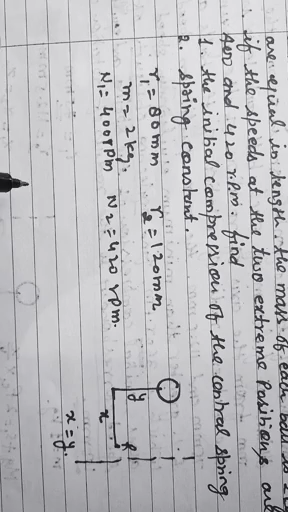 are equal in length the mass of each ball is 2
if the speeds at the two extreme positions are
400 and 420 r.p.m. find
1. the initial compression of the central spring
2. spring constant.
r1 = 80mm r2 = 120mm
m = 2kg.
N1 = 400rpm N2 = 420 rpm.
y
x
x = y.